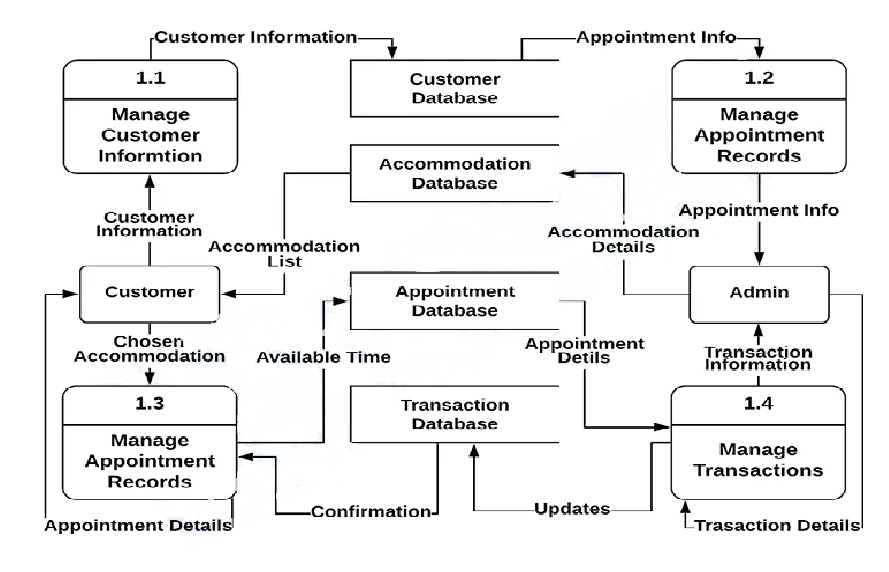 Customer Information
Appointment Info
1.1
Manage
Customer
Informtion
Customer
Database
1.2
Manage
Appointment
Records
Accommodation
Database
Customer
Information
Appointment Info
Accommodation
List
Accommodation
Details
Customer
Appointment
Database
Admin
Chosen
Accommodation
Available Time
Appointment
Detils
Transaction
Information
1.3
Manage
Appointment
Records
Transaction
Database
1.4
Manage
Transactions
Appointment Details
Confirmation
Updates
Trasaction Details